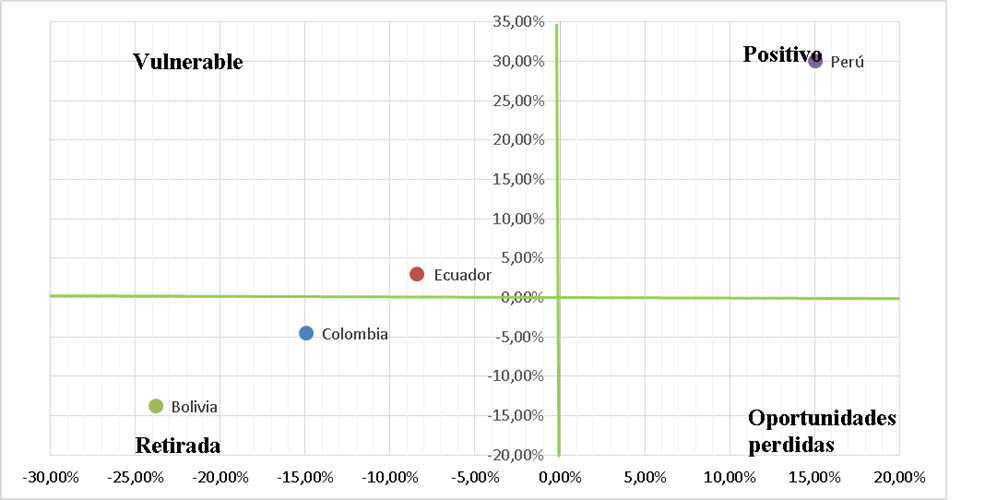 35,00%
Vulnerable
Positivo
30,00%
Perú
25,00%
20,00%
15,00%
10,00%
5,00%
Ecuador
0,00%
Colombia
-5,00%
-10,00%
Bolivia
-15,00%
Oportunidades
perdidas
Retirada
-20,00%
-30,00% -25,00% -20,00% -15,00% -10,00% -5,00% 0,00% 5,00% 10,00% 15,00% 20,00%